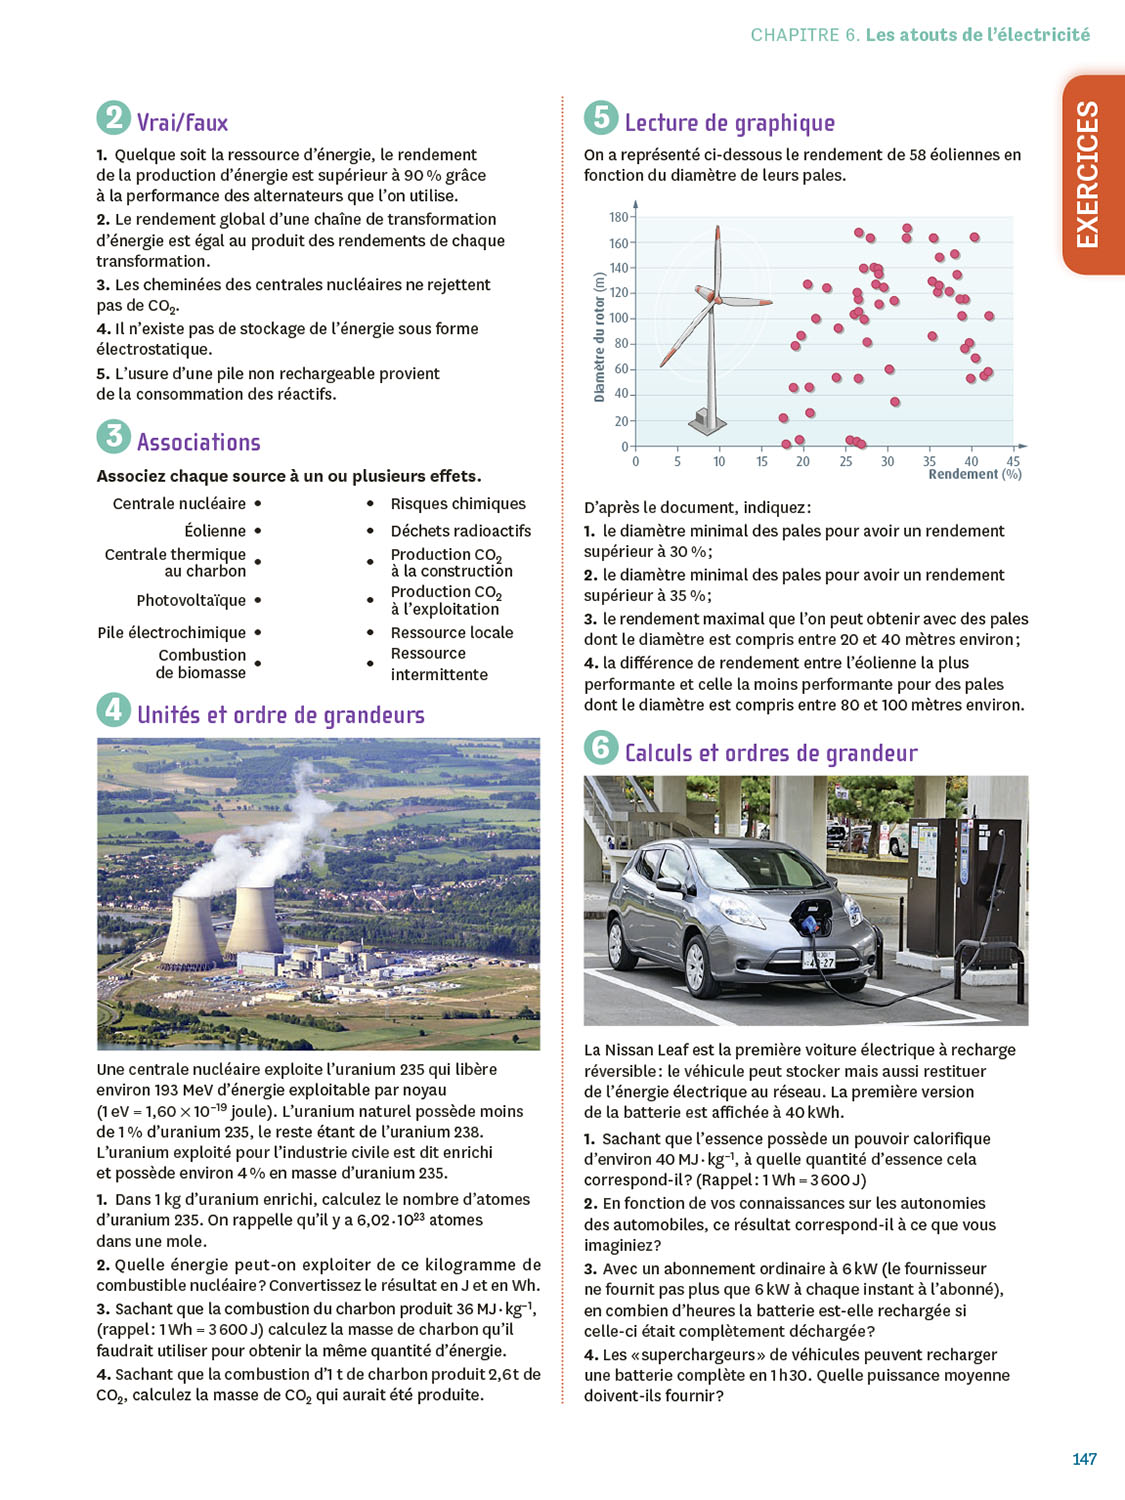 CHAPITRE 6. Les atouts de l'électricité
EXERCICES
2 Vrai/faux
1. Quelque soit la ressource d'énergie, le rendement
de la production d'énergie est supérieur à 90 % grâce
à la performance des alternateurs que l'on utilise.
2. Le rendement global d'une chaîne de transformation
d'énergie est égal au produit des rendements de chaque
transformation.
3. Les cheminées des centrales nucléaires ne rejettent
pas de CO₂.
4. Il n'existe pas de stockage de l'énergie sous forme
électrostatique.
5. L'usure d'une pile non rechargeable provient
de la consommation des réactifs.
3 Associations
Associez chaque source à un ou plusieurs effets.
Centrale nucléaire • • Risques chimiques
Éolienne • • Déchets radioactifs
Centrale thermique
au charbon • • Production CO₂
à la construction
Photovoltaïque • • Production CO₂
à l'exploitation
Pile électrochimique • • Ressource locale
Combustion
de biomasse • • Ressource
intermittente
4 Unités et ordre de grandeurs
Une centrale nucléaire exploite l'uranium 235 qui libère
environ 193 MeV d'énergie exploitable par noyau
(1 eV = 1,60 × 10⁻¹⁹ joule). L'uranium naturel possède moins
de 1 % d'uranium 235, le reste étant de l'uranium 238.
L'uranium exploité pour l'industrie civile est dit enrichi
et possède environ 4 % en masse d'uranium 235.
1. Dans 1 kg d'uranium enrichi, calculez le nombre d'atomes
d'uranium 235. On rappelle qu'il y a 6,02 · 10²³ atomes
dans une mole.
2. Quelle énergie peut-on exploiter de ce kilogramme de
combustible nucléaire ? Convertissez le résultat en J et en Wh.
3. Sachant que la combustion du charbon produit 36 MJ · kg⁻¹,
(rappel : 1 Wh = 3 600 J) calculez la masse de charbon qu'il
faudrait utiliser pour obtenir la même quantité d'énergie.
4. Sachant que la combustion d'1 t de charbon produit 2,6 t de
CO₂, calculez la masse de CO₂ qui aurait été produite.
5 Lecture de graphique
On a représenté ci-dessous le rendement de 58 éoliennes en
fonction du diamètre de leurs pales.
Diamètre du rotor (m)
180
160
140
120
100
80
60
40
20
0
0 5 10 15 20 25 30 35 40 45
Rendement (%)
D'après le document, indiquez :
1. le diamètre minimal des pales pour avoir un rendement
supérieur à 30 % ;
2. le diamètre minimal des pales pour avoir un rendement
supérieur à 35 % ;
3. le rendement maximal que l'on peut obtenir avec des pales
dont le diamètre est compris entre 20 et 40 mètres environ ;
4. la différence de rendement entre l'éolienne la plus
performante et celle la moins performante pour des pales
dont le diamètre est compris entre 80 et 100 mètres environ.
6 Calculs et ordres de grandeur
La Nissan Leaf est la première voiture électrique à recharge
réversible : le véhicule peut stocker mais aussi restituer
de l'énergie électrique au réseau. La première version
de la batterie est affichée à 40 kWh.
1. Sachant que l'essence possède un pouvoir calorifique
d'environ 40 MJ · kg⁻¹, à quelle quantité d'essence cela
correspond-il ? (Rappel : 1 Wh = 3 600 J)
2. En fonction de vos connaissances sur les autonomies
des automobiles, ce résultat correspond-il à ce que vous
imaginiez ?
3. Avec un abonnement ordinaire à 6 kW (le fournisseur
ne fournit pas plus que 6 kW à chaque instant à l'abonné),
en combien d'heures la batterie est-elle rechargée si
celle-ci était complètement déchargée ?
4. Les « superchargeurs » de véhicules peuvent recharger
une batterie complète en 1 h 30. Quelle puissance moyenne
doivent-ils fournir ?
147